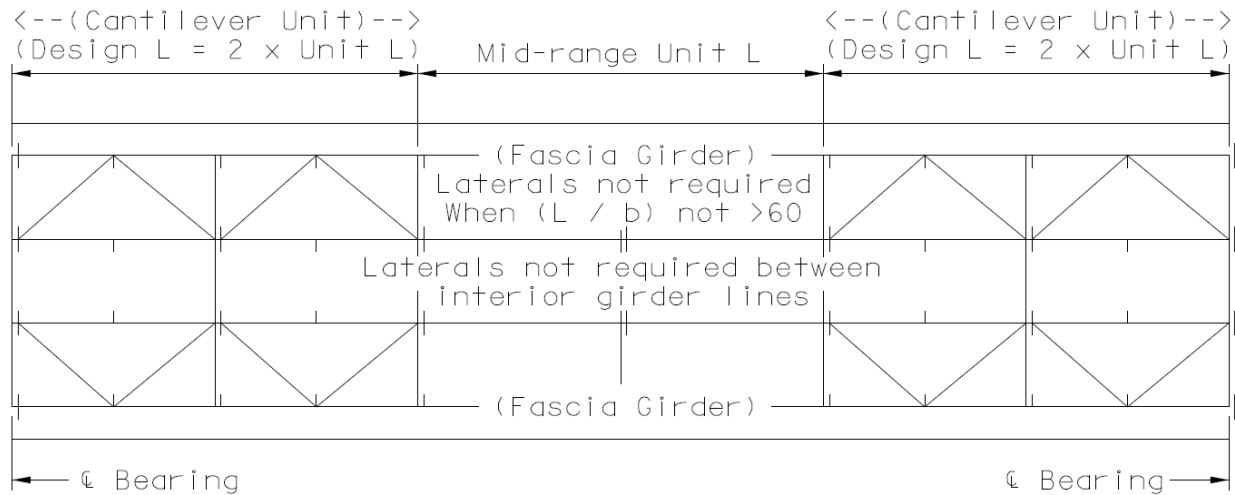 <--(Cantilever Unit)-->
(Design L = 2 x Unit L)
Mid-range Unit L
<--(Cantilever Unit)-->
(Design L = 2 x Unit L)
(Fascia Girder)
Laterals not required
When (L / b) not >60
Laterals not required between
interior girder lines
(Fascia Girder)
℄ Bearing
℄ Bearing